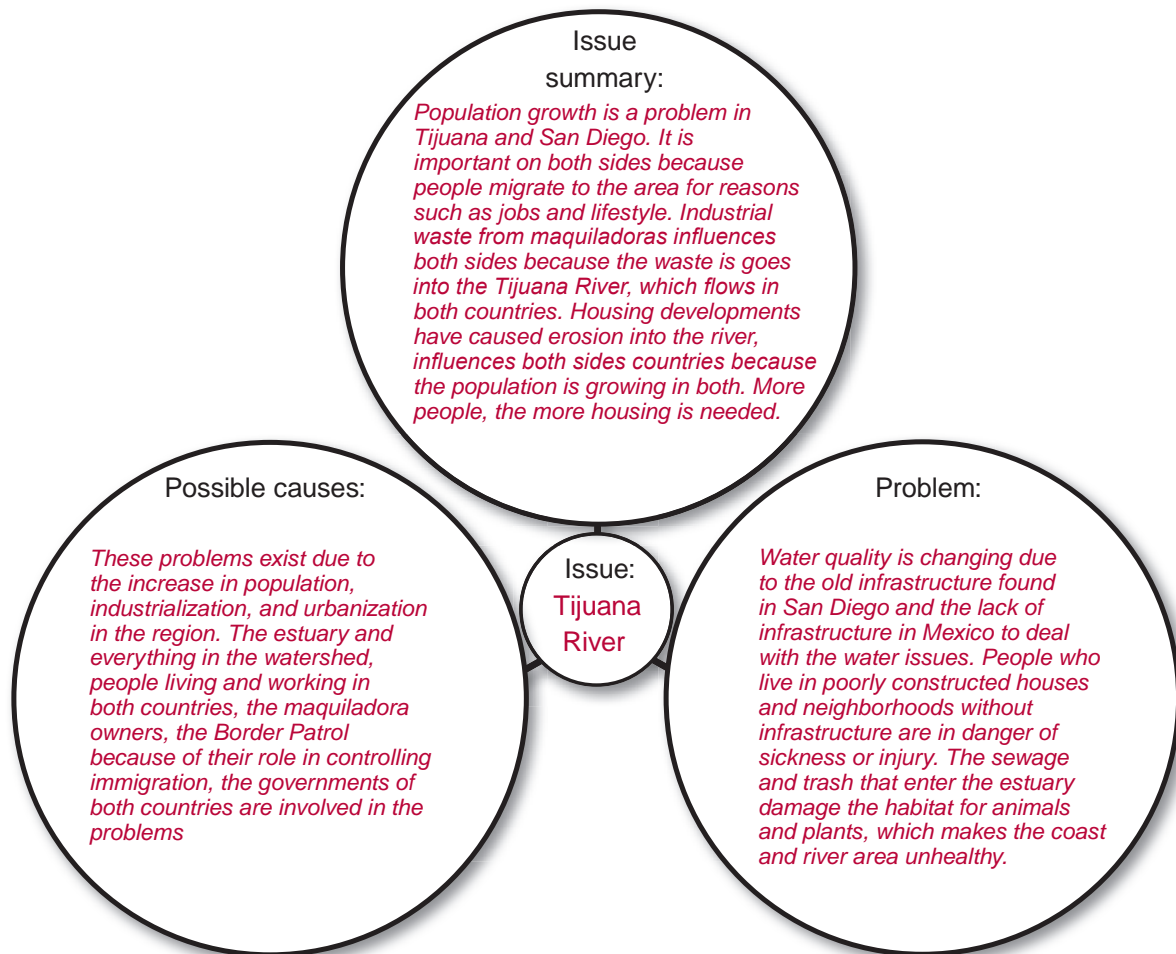 Issue
summary:
Population growth is a problem in
Tijuana and San Diego. It is
important on both sides because
people migrate to the area for reasons
such as jobs and lifestyle. Industrial
waste from maquiladoras influences
both sides because the waste is goes
into the Tijuana River, which flows in
both countries. Housing developments
have caused erosion into the river,
influences both sides countries because
the population is growing in both. More
people, the more housing is needed.
Possible causes:
These problems exist due to
the increase in population,
industrialization, and urbanization
in the region. The estuary and
everything in the watershed,
people living and working in
both countries, the maquiladora
owners, the Border Patrol
because of their role in controlling
immigration, the governments of
both countries are involved in the
problems
Issue:
Tijuana
River
Problem:
Water quality is changing due
to the old infrastructure found
in San Diego and the lack of
infrastructure in Mexico to deal
with the water issues. People who
live in poorly constructed houses
and neighborhoods without
infrastructure are in danger of
sickness or injury. The sewage
and trash that enter the estuary
damage the habitat for animals
and plants, which makes the coast
and river area unhealthy.